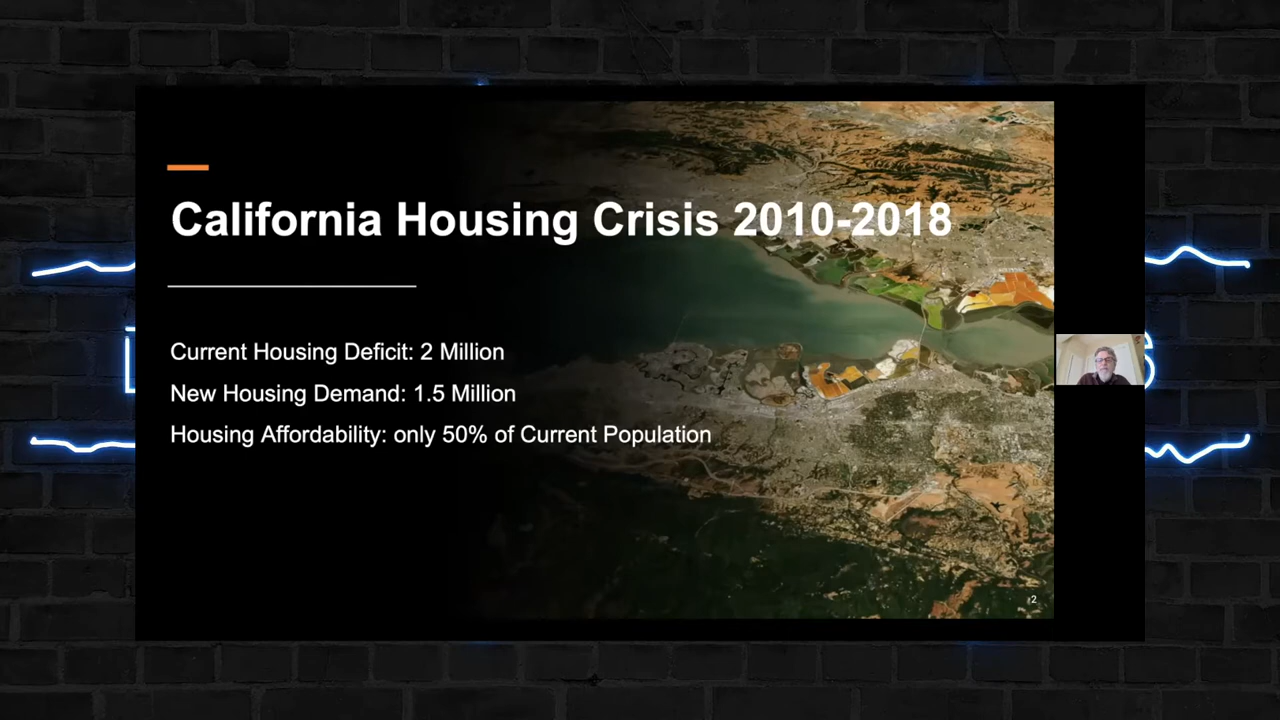 California Housing Crisis 2010-2018
Current Housing Deficit: 2 Million
New Housing Demand: 1.5 Million
Housing Affordability: only 50% of Current Population
2